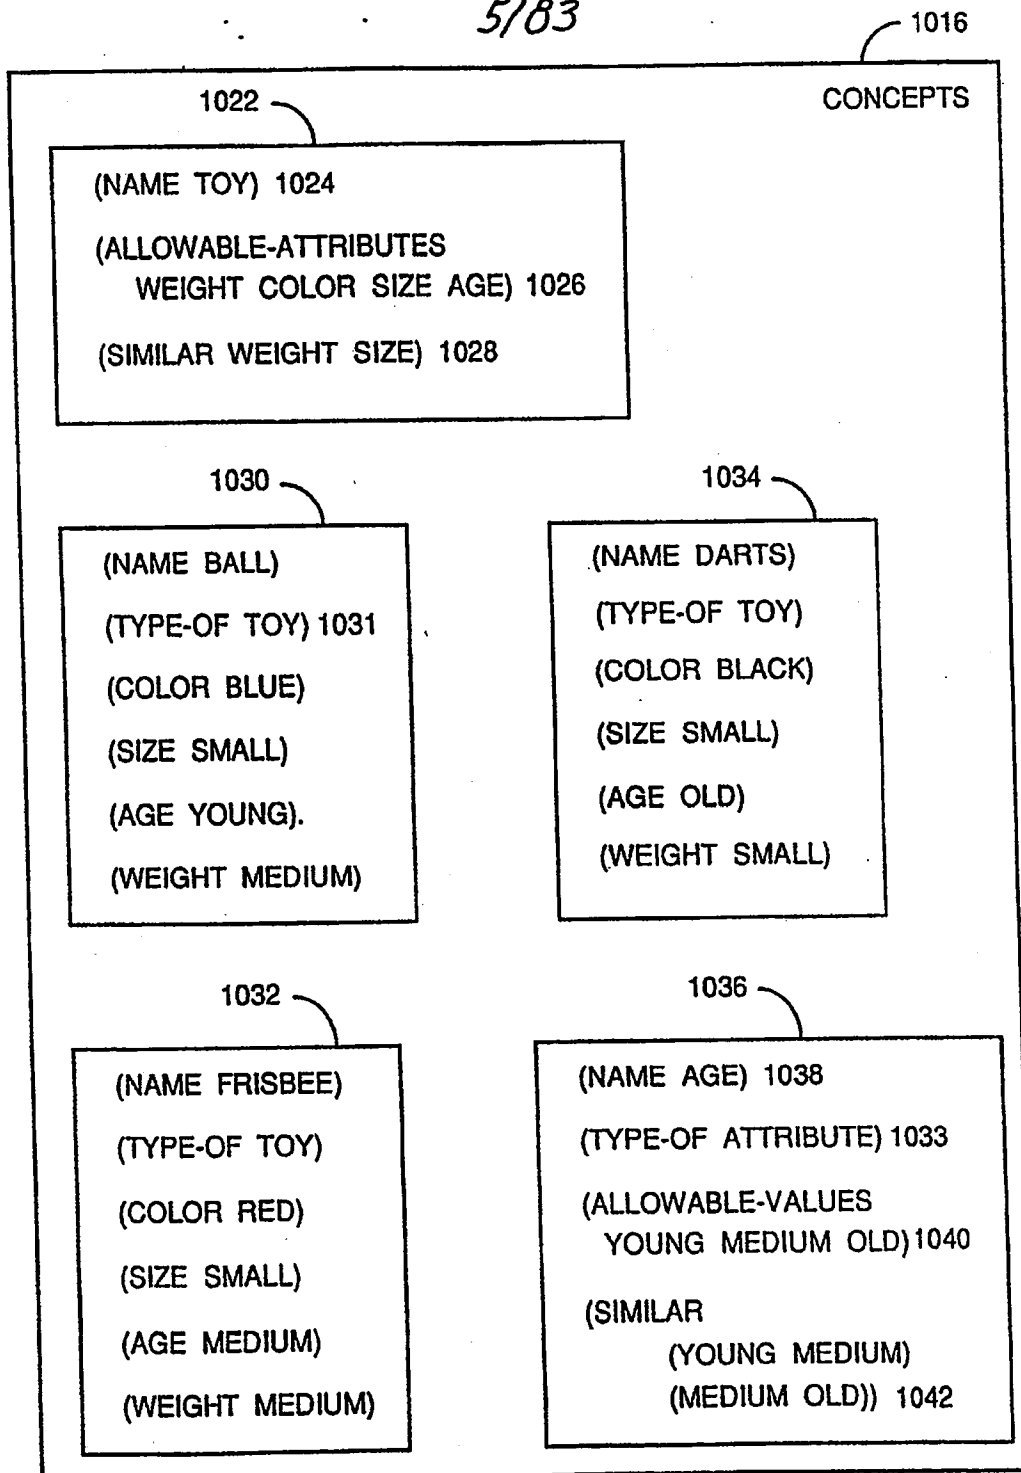 5/83
1016
CONCEPTS
1022
(NAME TOY) 1024
(ALLOWABLE-ATTRIBUTES
WEIGHT COLOR SIZE AGE) 1026
(SIMILAR WEIGHT SIZE) 1028
1030
(NAME BALL)
(TYPE-OF TOY) 1031
(COLOR BLUE)
(SIZE SMALL)
(AGE YOUNG).
(WEIGHT MEDIUM)
1034
(NAME DARTS)
(TYPE-OF TOY)
(COLOR BLACK)
(SIZE SMALL)
(AGE OLD)
(WEIGHT SMALL)
1032
(NAME FRISBEE)
(TYPE-OF TOY)
(COLOR RED)
(SIZE SMALL)
(AGE MEDIUM)
(WEIGHT MEDIUM)
1036
(NAME AGE) 1038
(TYPE-OF ATTRIBUTE) 1033
(ALLOWABLE-VALUES
YOUNG MEDIUM OLD) 1040
(SIMILAR
(YOUNG MEDIUM)
(MEDIUM OLD)) 1042